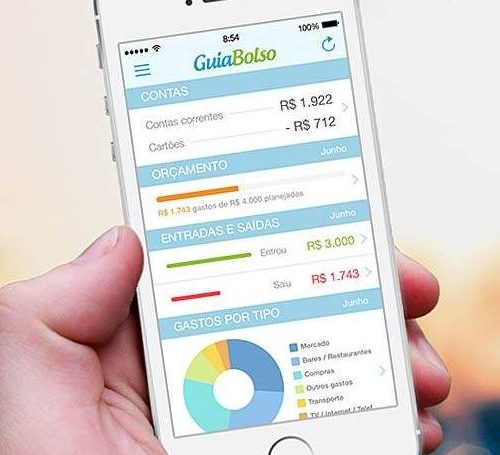 8:54 100%
GuiaBolso
CONTAS
Contas correntes R$ 1.922
Cartões - R$ 712
ORÇAMENTO Junho
R$ 1.743 gastos de R$ 4.000 planejados
ENTRADAS E SAÍDAS Junho
Entrou R$ 3.000
Saiu R$ 1.743
GASTOS POR TIPO Junho
Mercado
Bares / Restaurantes
Compras
Outros gastos
Transporte
TV / Internet / Telef